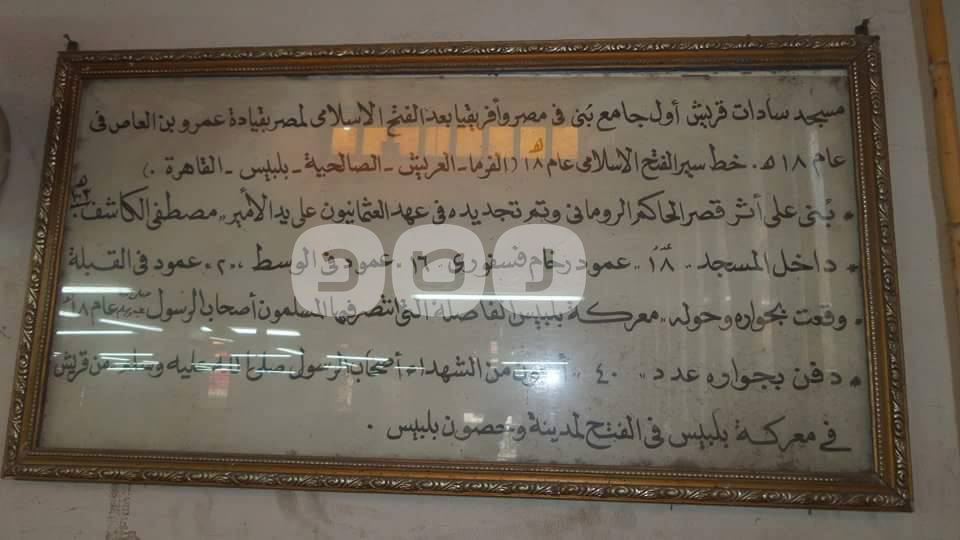 مسجد سادات قريش أول جامع بنى فى مصر وأفريقيا بعد الفتح الاسلامى لمصر بقيادة عمرو بن العاص فى
عام ١٨ هـ. خط سير الفتح الاسلامى عام ١٨ هـ (الفرما - العريش - الصالحية - بلبيس - القاهرة .)
* بُنى على أثر قصر الحاكم الرومانى وتم تجديده فى عهد العثمانيون على يد الأمير ,, مصطفى الكاشف
* داخل المسجد ,, ١٨ ,, عمود رخام فسفورى ,, ١٦ . عمود فى الوسط ,, ٢ . عمود فى القبلة
* وقعت بجواره وحوله ,, معركة بلبيس الفاصلة التى انتصر فيها المسلمون أصحاب الرسول عام ١٨ هـ
* دفن بجواره عدد ,, ٤٠ ,, من الشهداء أصحاب الرسول صلى الله عليه وسلم من قريش
فى معركة بلبيس فى الفتح لمدينة وحصون بلبيس .